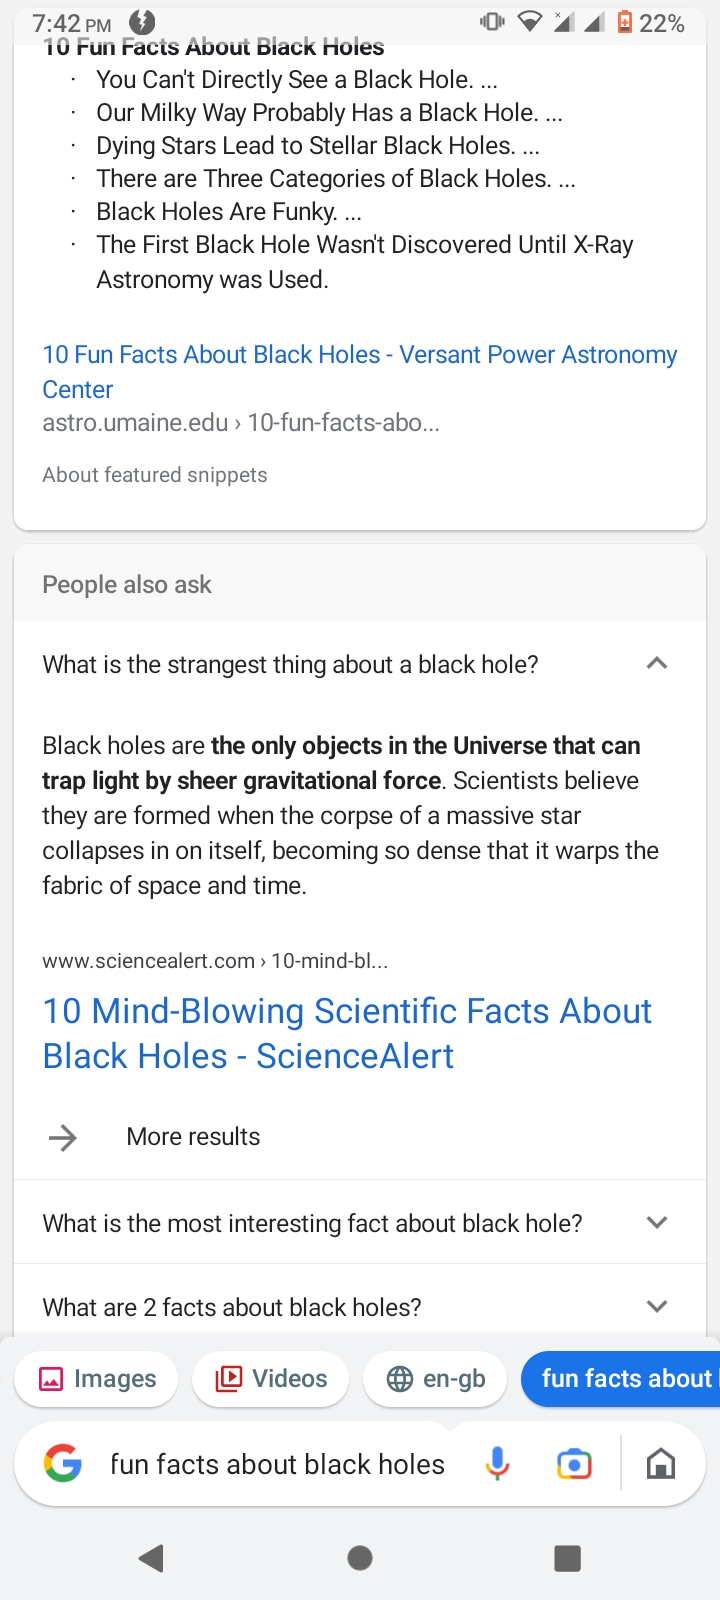 7:42 PM
22%
10 Fun Facts About Black Holes
· You Can't Directly See a Black Hole. ...
· Our Milky Way Probably Has a Black Hole. ...
· Dying Stars Lead to Stellar Black Holes. ...
· There are Three Categories of Black Holes. ...
· Black Holes Are Funky. ...
· The First Black Hole Wasn't Discovered Until X-Ray
Astronomy was Used.
10 Fun Facts About Black Holes - Versant Power Astronomy
Center
astro.umaine.edu › 10-fun-facts-abo...
About featured snippets
People also ask
What is the strangest thing about a black hole?
Black holes are the only objects in the Universe that can
trap light by sheer gravitational force. Scientists believe
they are formed when the corpse of a massive star
collapses in on itself, becoming so dense that it warps the
fabric of space and time.
www.sciencealert.com › 10-mind-bl...
10 Mind-Blowing Scientific Facts About
Black Holes - ScienceAlert
More results
What is the most interesting fact about black hole?
What are 2 facts about black holes?
Images
Videos
en-gb
fun facts about
fun facts about black holes